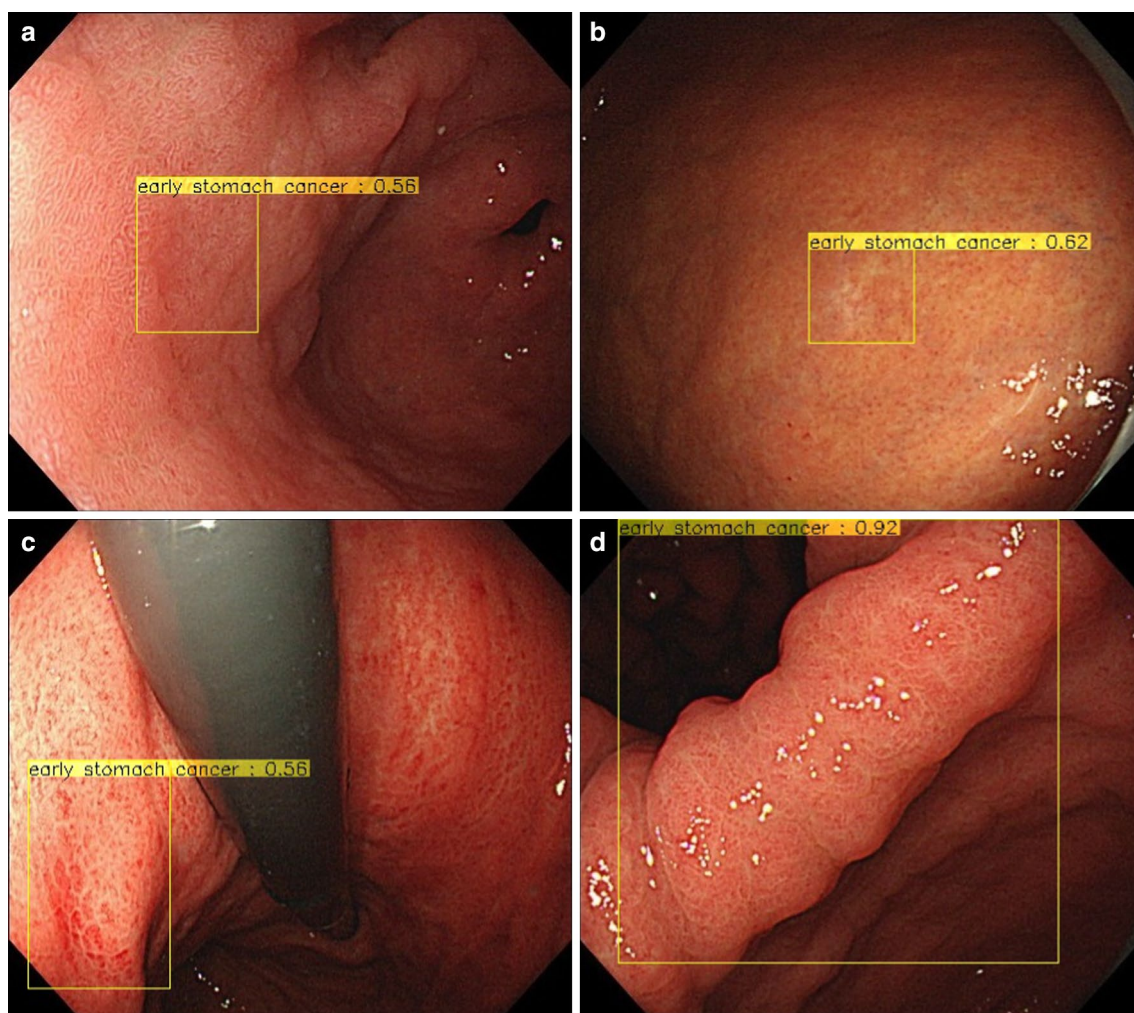 a
early stomach cancer : 0.56
b
early stomach cancer : 0.62
c
early stomach cancer : 0.56
d
early stomach cancer : 0.92